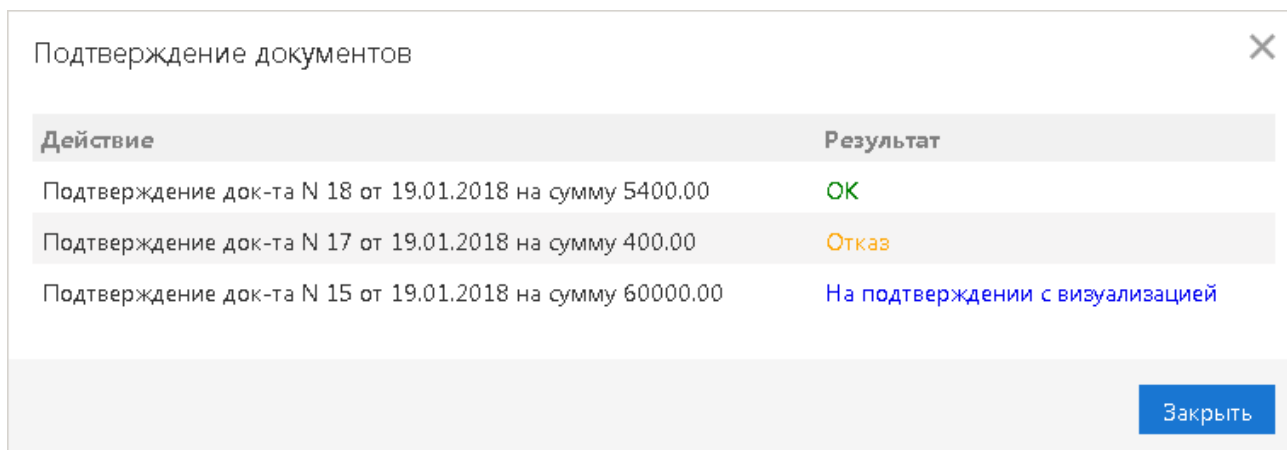 Подтверждение документов
Действие Результат
Подтверждение док-та N 18 от 19.01.2018 на сумму 5400.00 ОК
Подтверждение док-та N 17 от 19.01.2018 на сумму 400.00 Отказ
Подтверждение док-та N 15 от 19.01.2018 на сумму 60000.00 На подтверждении с визуализацией
Закрыть